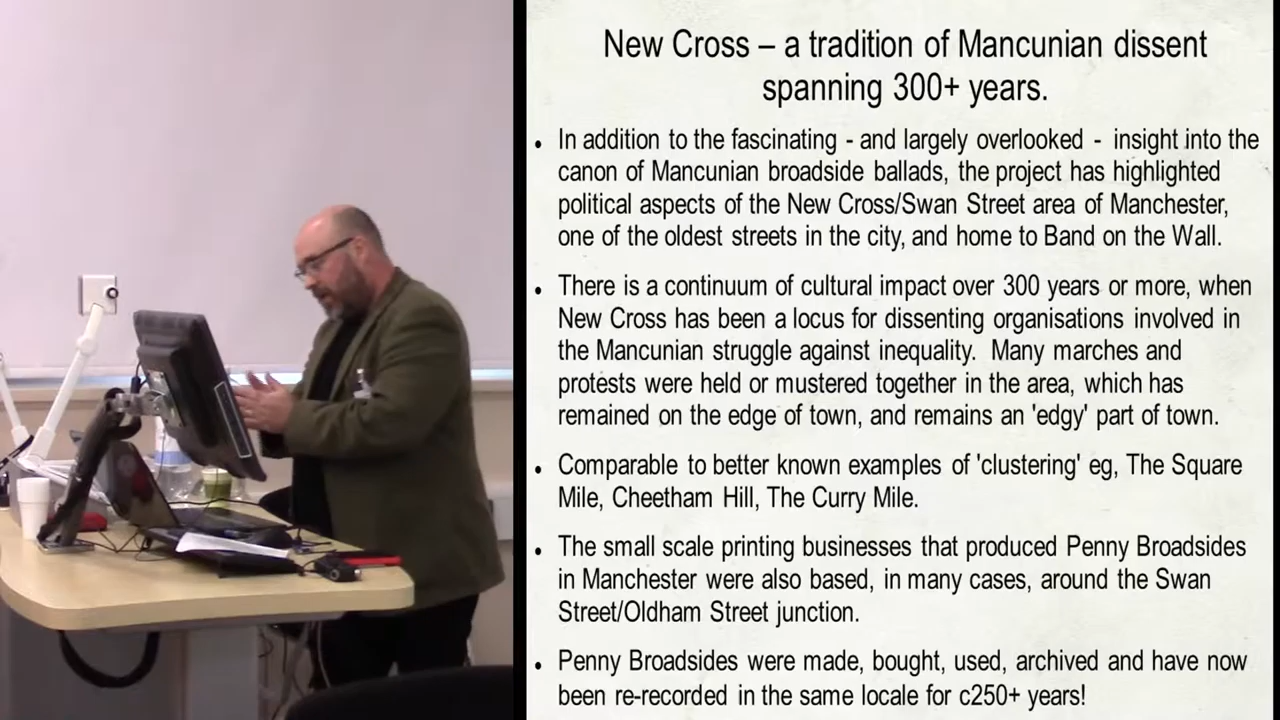 New Cross – a tradition of Mancunian dissent
spanning 300+ years.
In addition to the fascinating - and largely overlooked - insight into the
canon of Mancunian broadside ballads, the project has highlighted
political aspects of the New Cross/Swan Street area of Manchester,
one of the oldest streets in the city, and home to Band on the Wall.
There is a continuum of cultural impact over 300 years or more, when
New Cross has been a locus for dissenting organisations involved in
the Mancunian struggle against inequality. Many marches and
protests were held or mustered together in the area, which has
remained on the edge of town, and remains an 'edgy' part of town.
Comparable to better known examples of 'clustering' eg, The Square
Mile, Cheetham Hill, The Curry Mile.
The small scale printing businesses that produced Penny Broadsides
in Manchester were also based, in many cases, around the Swan
Street/Oldham Street junction.
Penny Broadsides were made, bought, used, archived and have now
been re-recorded in the same locale for c250+ years!